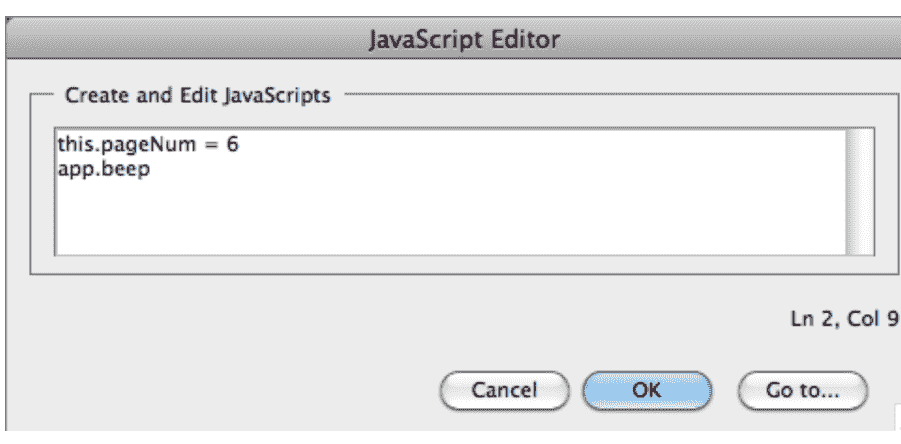 JavaScript Editor
Create and Edit JavaScripts
this.pageNum = 6
app.beep
Ln 2, Col 9
Cancel
OK
Go to...